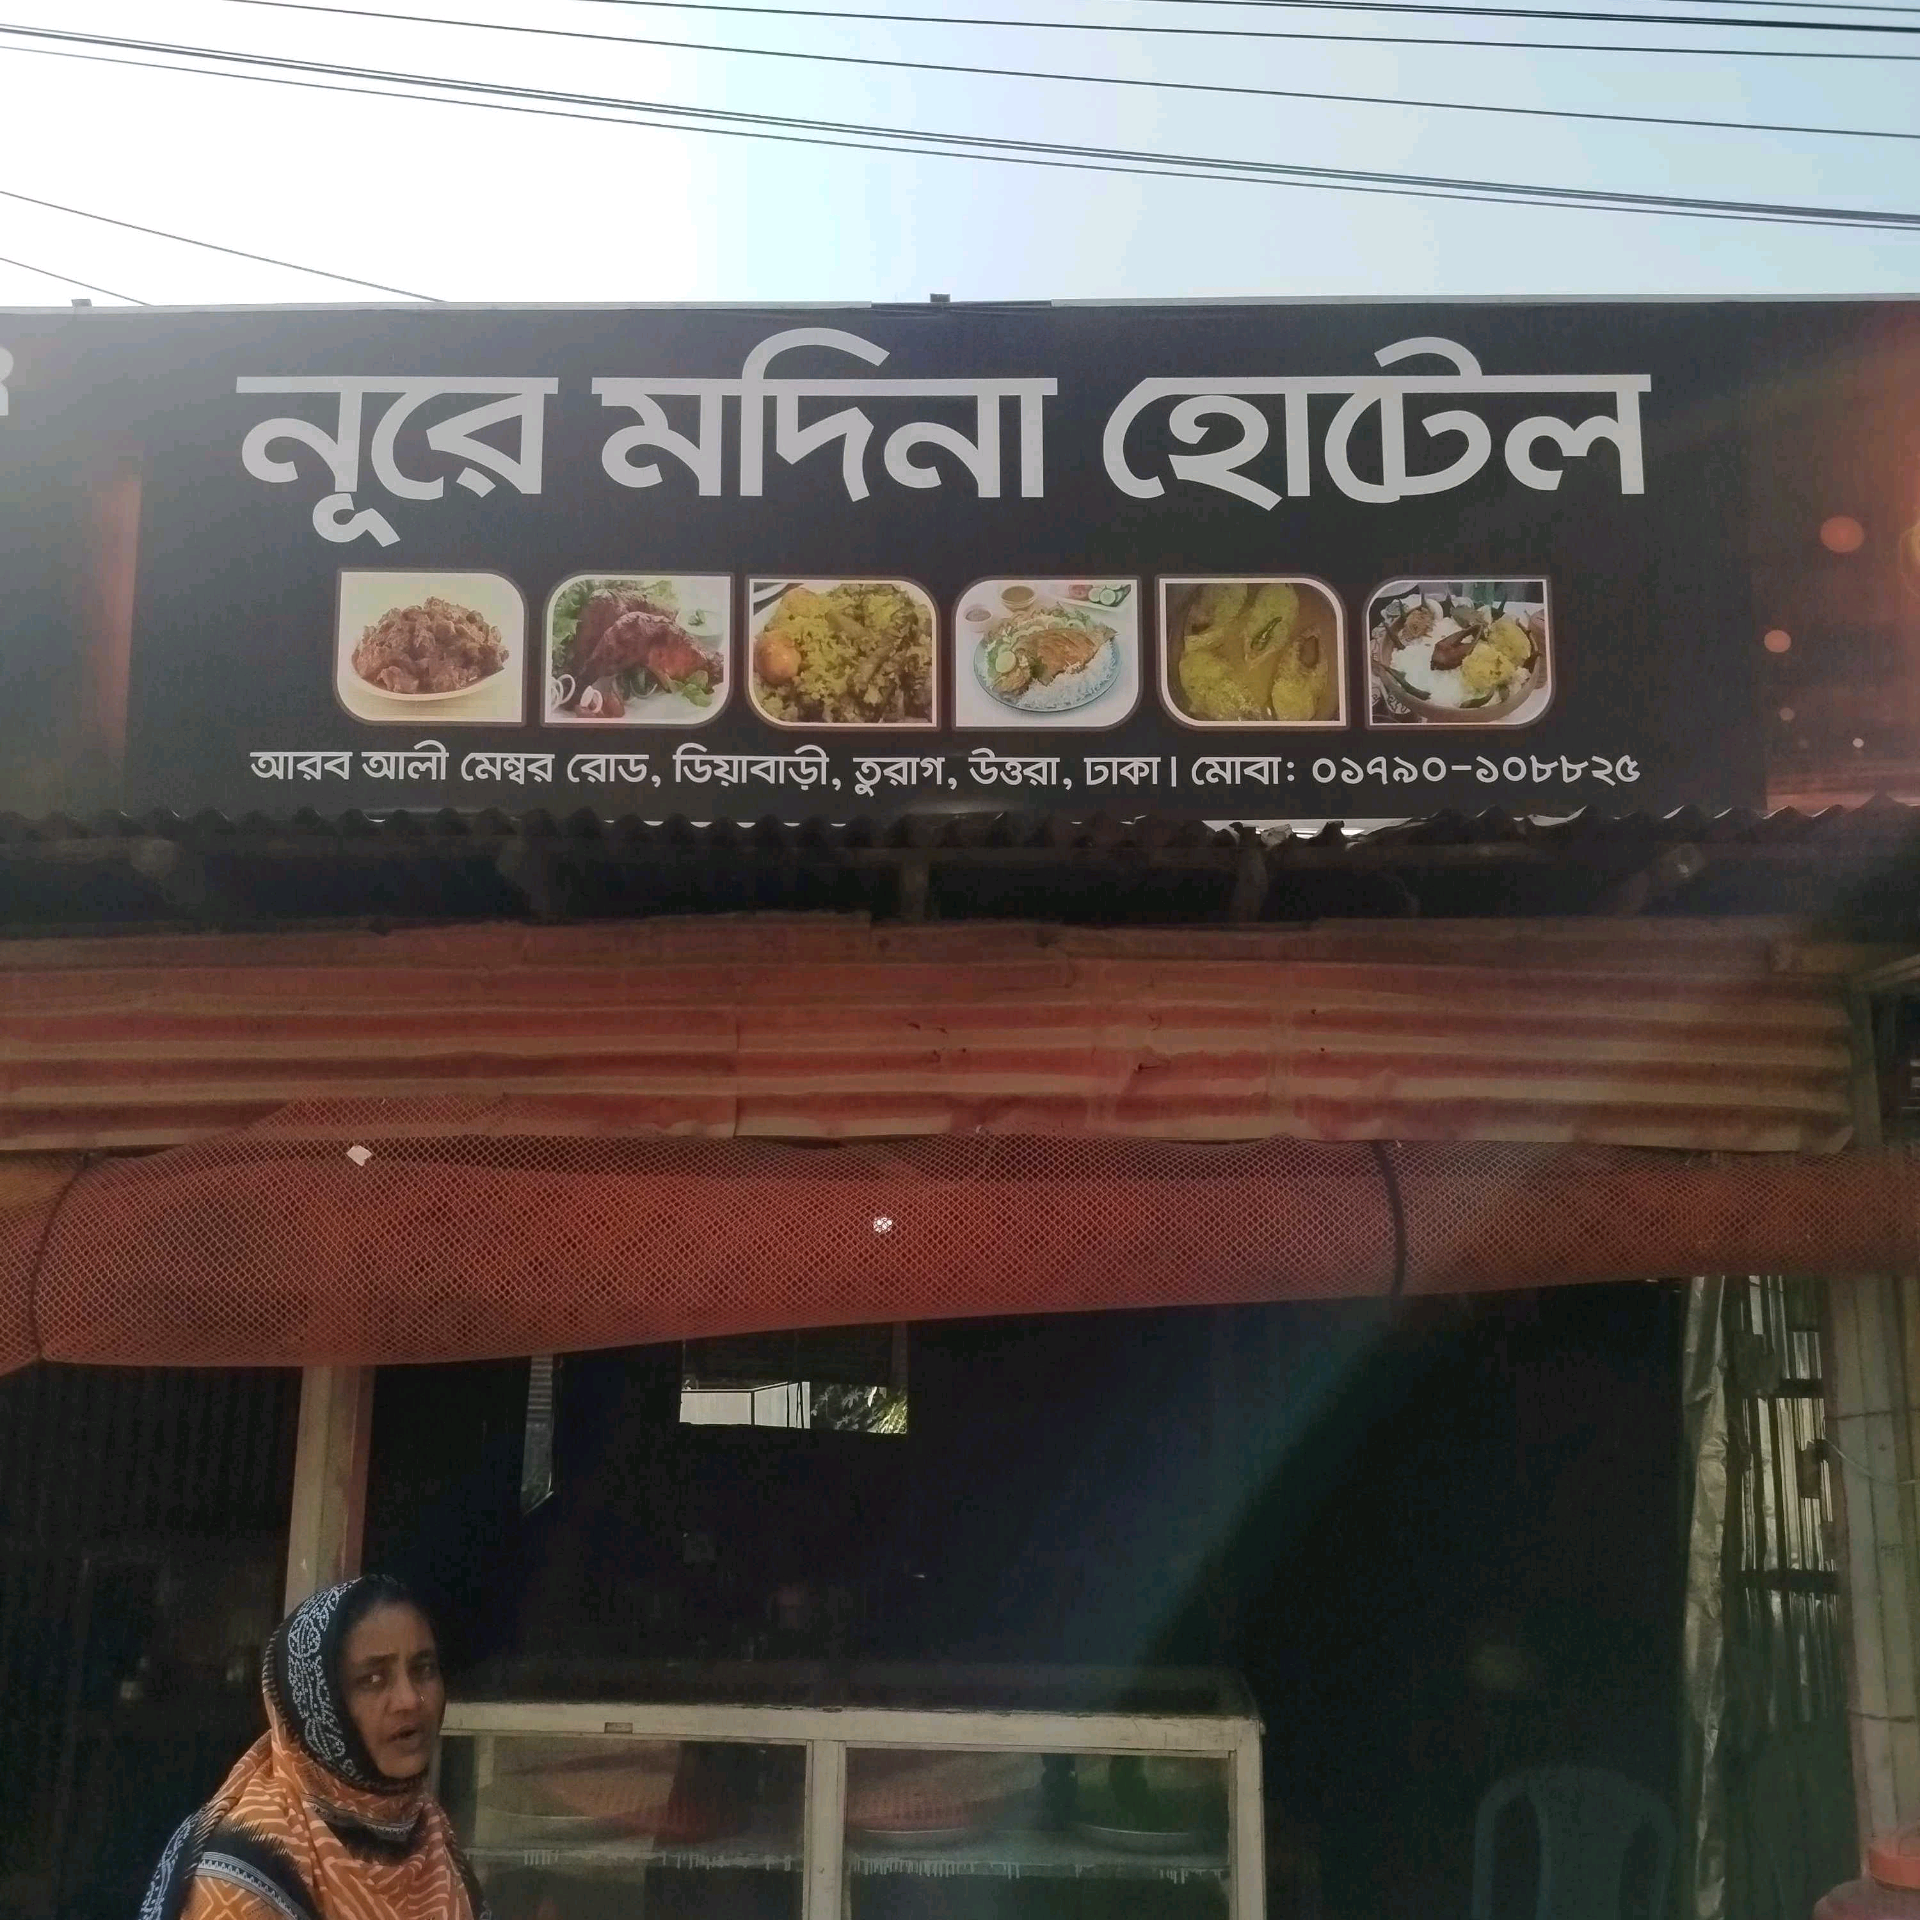 নূরে মদিনা হোটেল
আরব আলী মেম্বর রোড, ডিয়াবাড়ী, তুরাগ, উত্তরা, ঢাকা। মোবা: ০১৭৯০-১০৮৮২৫